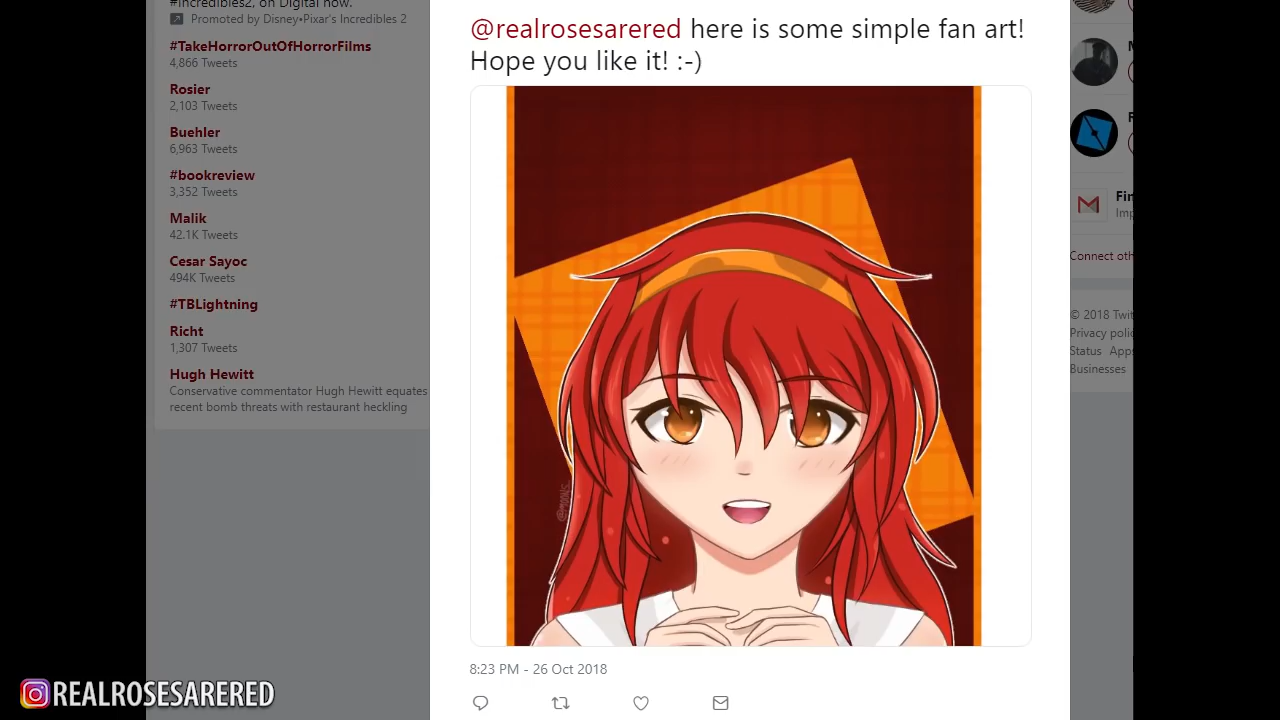 #Incredibles2, on Digital now.
Promoted by Disney•Pixar's Incredibles 2
#TakeHorrorOutOfHorrorFilms
4,866 Tweets
Rosier
2,103 Tweets
Buehler
6,963 Tweets
#bookreview
3,352 Tweets
Malik
42.1K Tweets
Cesar Sayoc
494K Tweets
#TBLightning
Richt
1,307 Tweets
Hugh Hewitt
Conservative commentator Hugh Hewitt equates
recent bomb threats with restaurant heckling
@realrosesarered here is some simple fan art!
Hope you like it! :-)
8:23 PM - 26 Oct 2018
Connect oth
© 2018 Twit
Privacy polic
Status Apps
Businesses
@REALROSESARERED